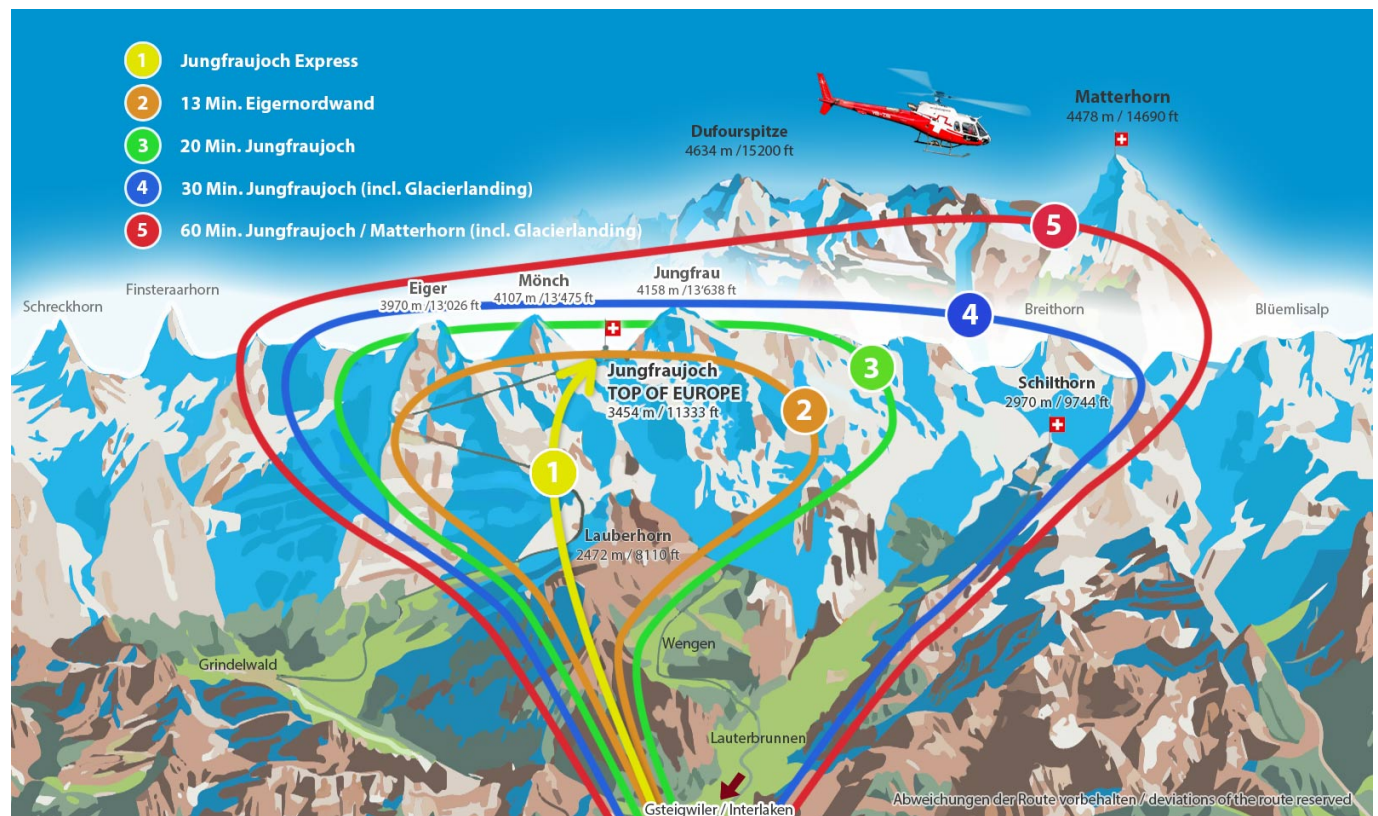 1 Jungfraujoch Express
2 13 Min. Eigernordwand
3 20 Min. Jungfraujoch
4 30 Min. Jungfraujoch (incl. Glacierlanding)
5 60 Min. Jungfraujoch / Matterhorn (incl. Glacierlanding)
Matterhorn
4478 m / 14690 ft
Dufourspitze
4634 m /15200 ft
5
Schreckhorn
Finsteraarhorn
Eiger
3970 m /13'026 ft
Mönch
4107 m /13'475 ft
Jungfrau
4158 m /13'638 ft
4
Breithorn
Blüemlisalp
3
Jungfraujoch
TOP OF EUROPE
3454 m / 11333 ft
2
Schilthorn
2970 m / 9744 ft
1
Lauberhorn
2472 m / 8110 ft
Grindelwald
Wengen
Lauterbrunnen
Gsteigwiler / Interlaken
Abweichungen der Route vorbehalten / deviations of the route reserved